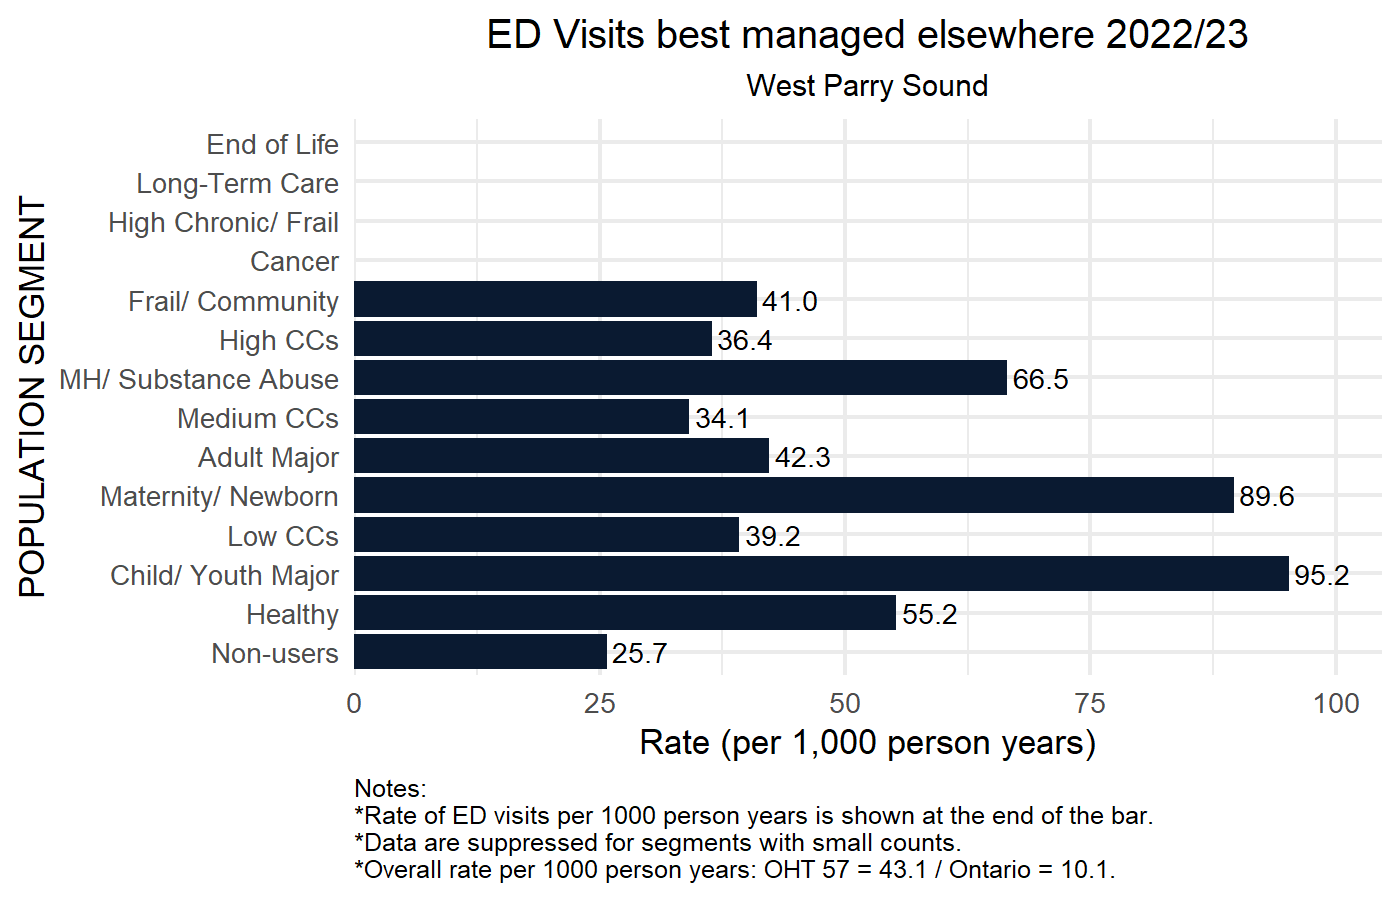 ED Visits best managed elsewhere 2022/23
West Parry Sound
POPULATION SEGMENT
End of Life
Long-Term Care
High Chronic/ Frail
Cancer
Frail/ Community 41.0
High CCs 36.4
MH/ Substance Abuse 66.5
Medium CCs 34.1
Adult Major 42.3
Maternity/ Newborn 89.6
Low CCs 39.2
Child/ Youth Major 95.2
Healthy 55.2
Non-users 25.7
0 25 50 75 100
Rate (per 1,000 person years)
Notes:
*Rate of ED visits per 1000 person years is shown at the end of the bar.
*Data are suppressed for segments with small counts.
*Overall rate per 1000 person years: OHT 57 = 43.1 / Ontario = 10.1.